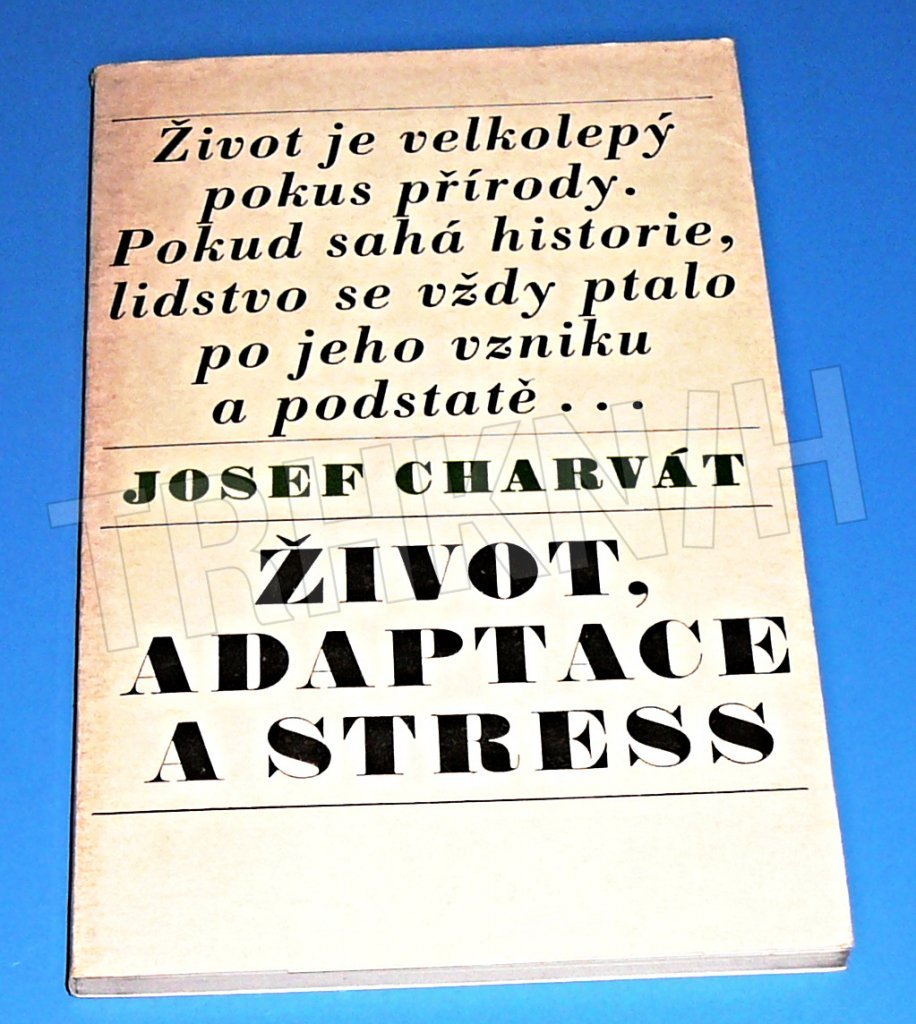 Život je velkolepý
pokus přírody.
Pokud sahá historie,
lidstvo se vždy ptalo
po jeho vzniku
a podstatě...
JOSEF CHARVÁT
ŽIVOT,
ADAPTACE
A STRESS
TRHKNIH